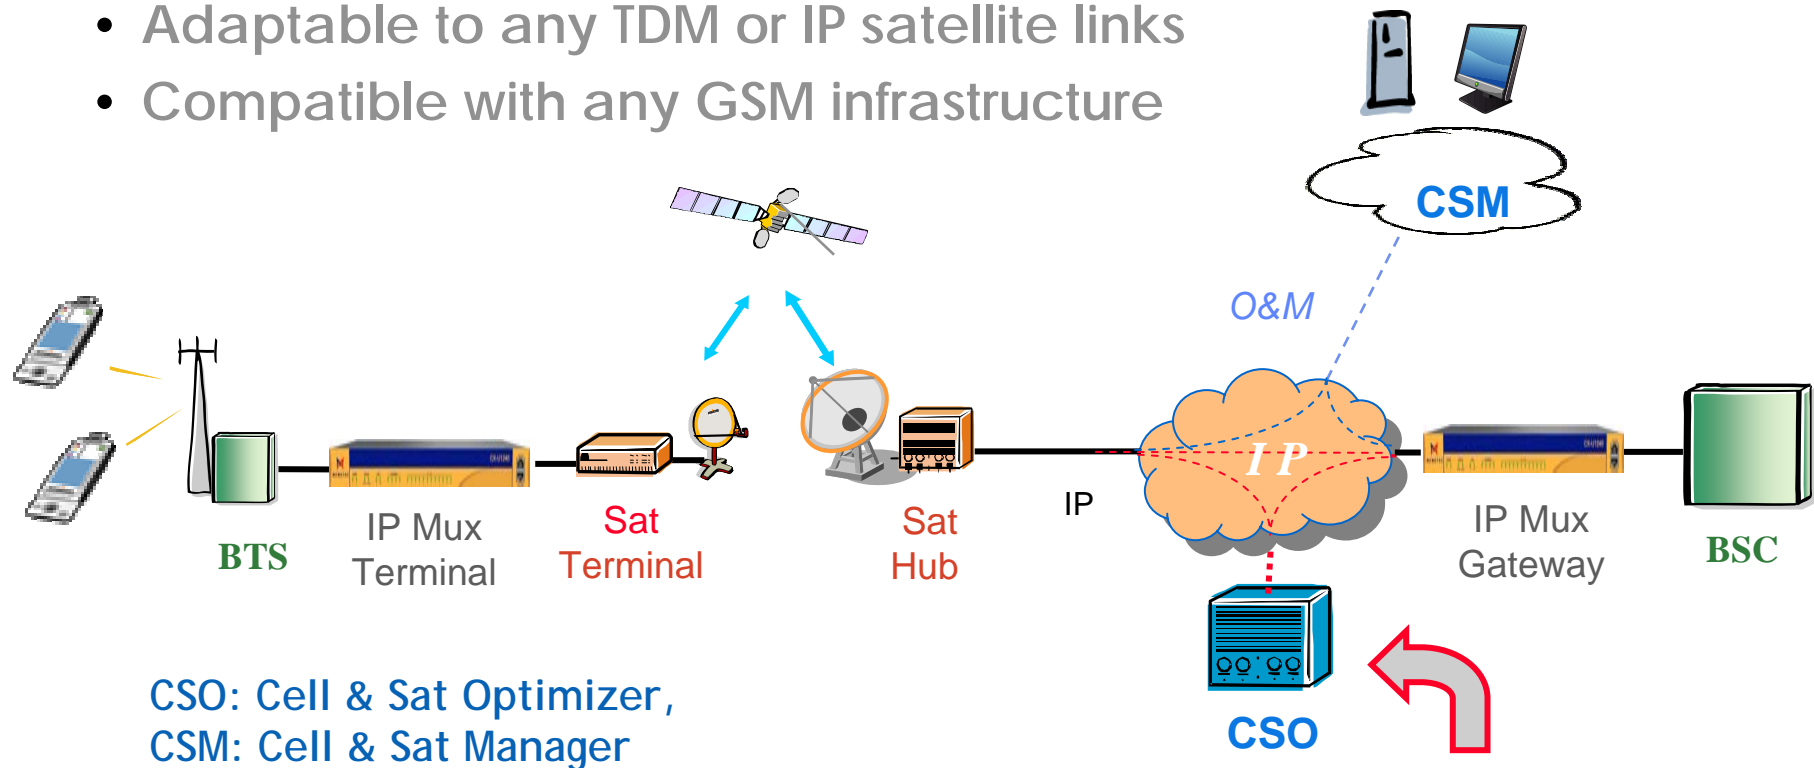 • Adaptable to any TDM or IP satellite links
• Compatible with any GSM infrastructure
CSM
O&M
I P
IP
BTS
IP Mux
Terminal
Sat
Terminal
Sat
Hub
IP Mux
Gateway
BSC
CSO
CSO: Cell & Sat Optimizer,
CSM: Cell & Sat Manager